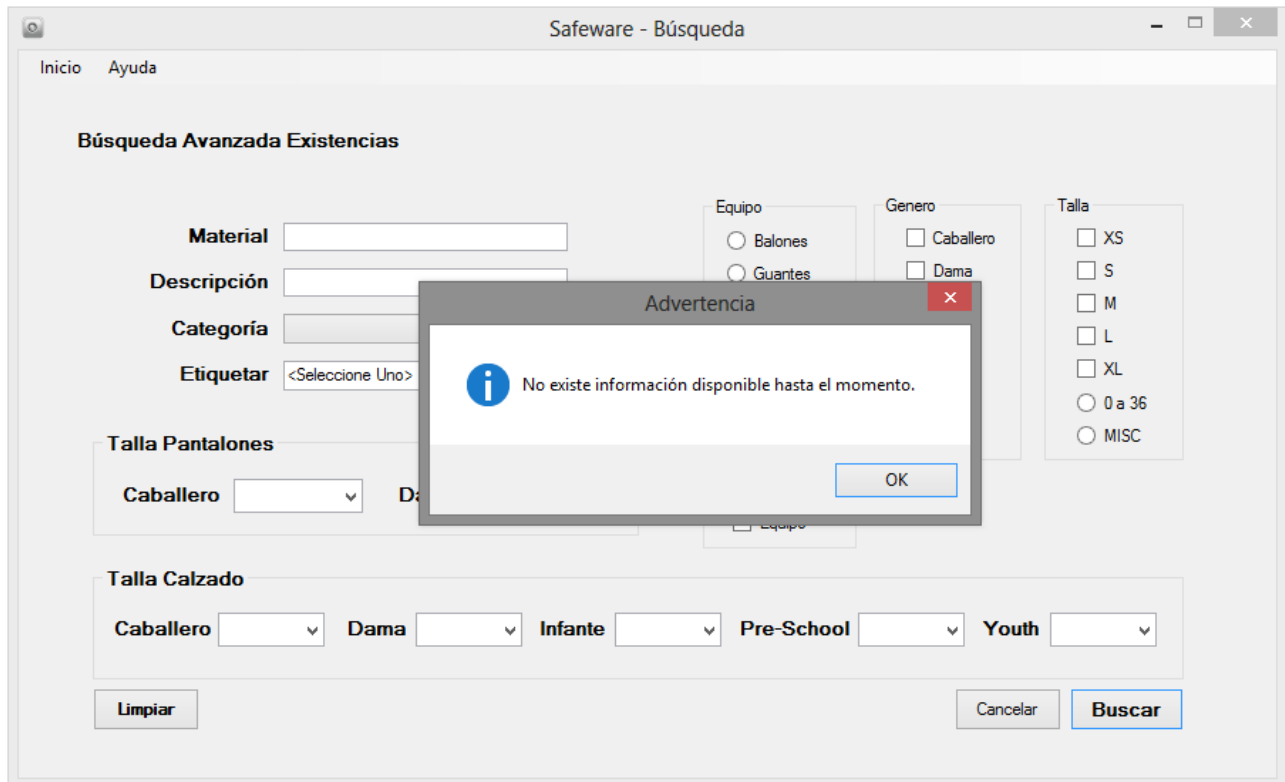 Safeware - Búsqueda
Inicio Ayuda
Búsqueda Avanzada Existencias
Material
Descripción
Categoría
Etiquetar <Seleccione Uno>
Equipo
Balones
Guantes
Genero
Caballero
Dama
Talla
XS
S
M
L
XL
0 a 36
MISC
Advertencia
No existe información disponible hasta el momento.
OK
Talla Pantalones
Caballero
Equipo
Talla Calzado
Caballero Dama Infante Pre-School Youth
Limpiar Cancelar Buscar